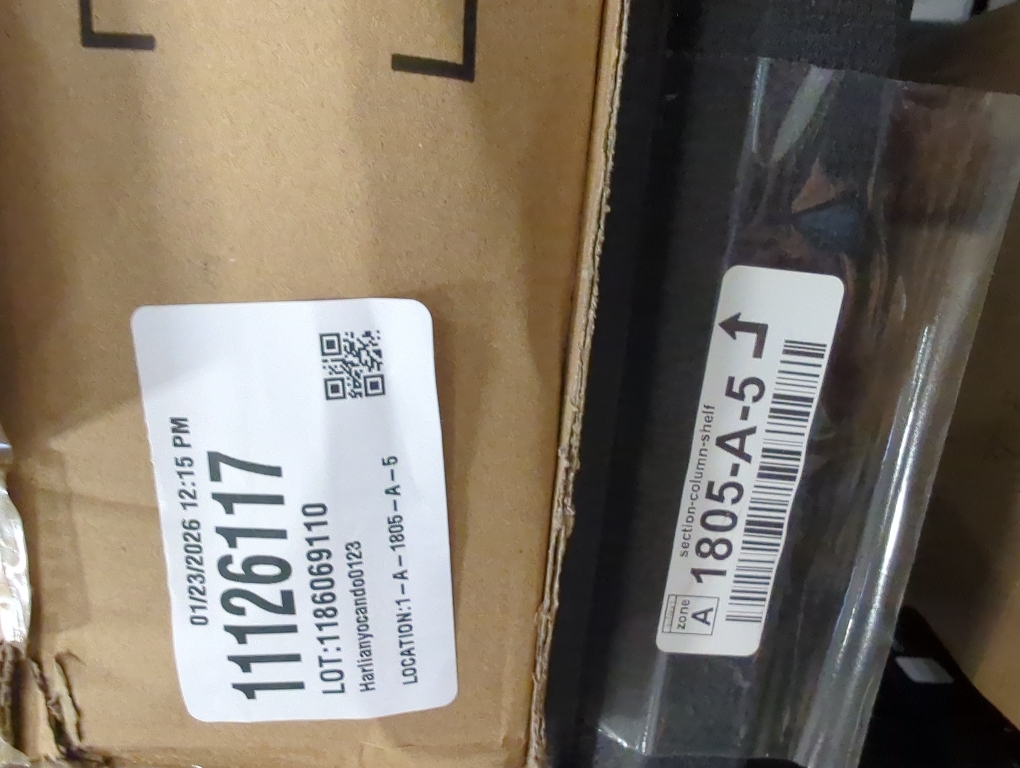 01/23/2026 12:15 PM
11126117
LOT:1186069110
Harlianyocando0123
LOCATION:1-A-1805-A-5
zone
A
section-column-shelf
1805-A-5